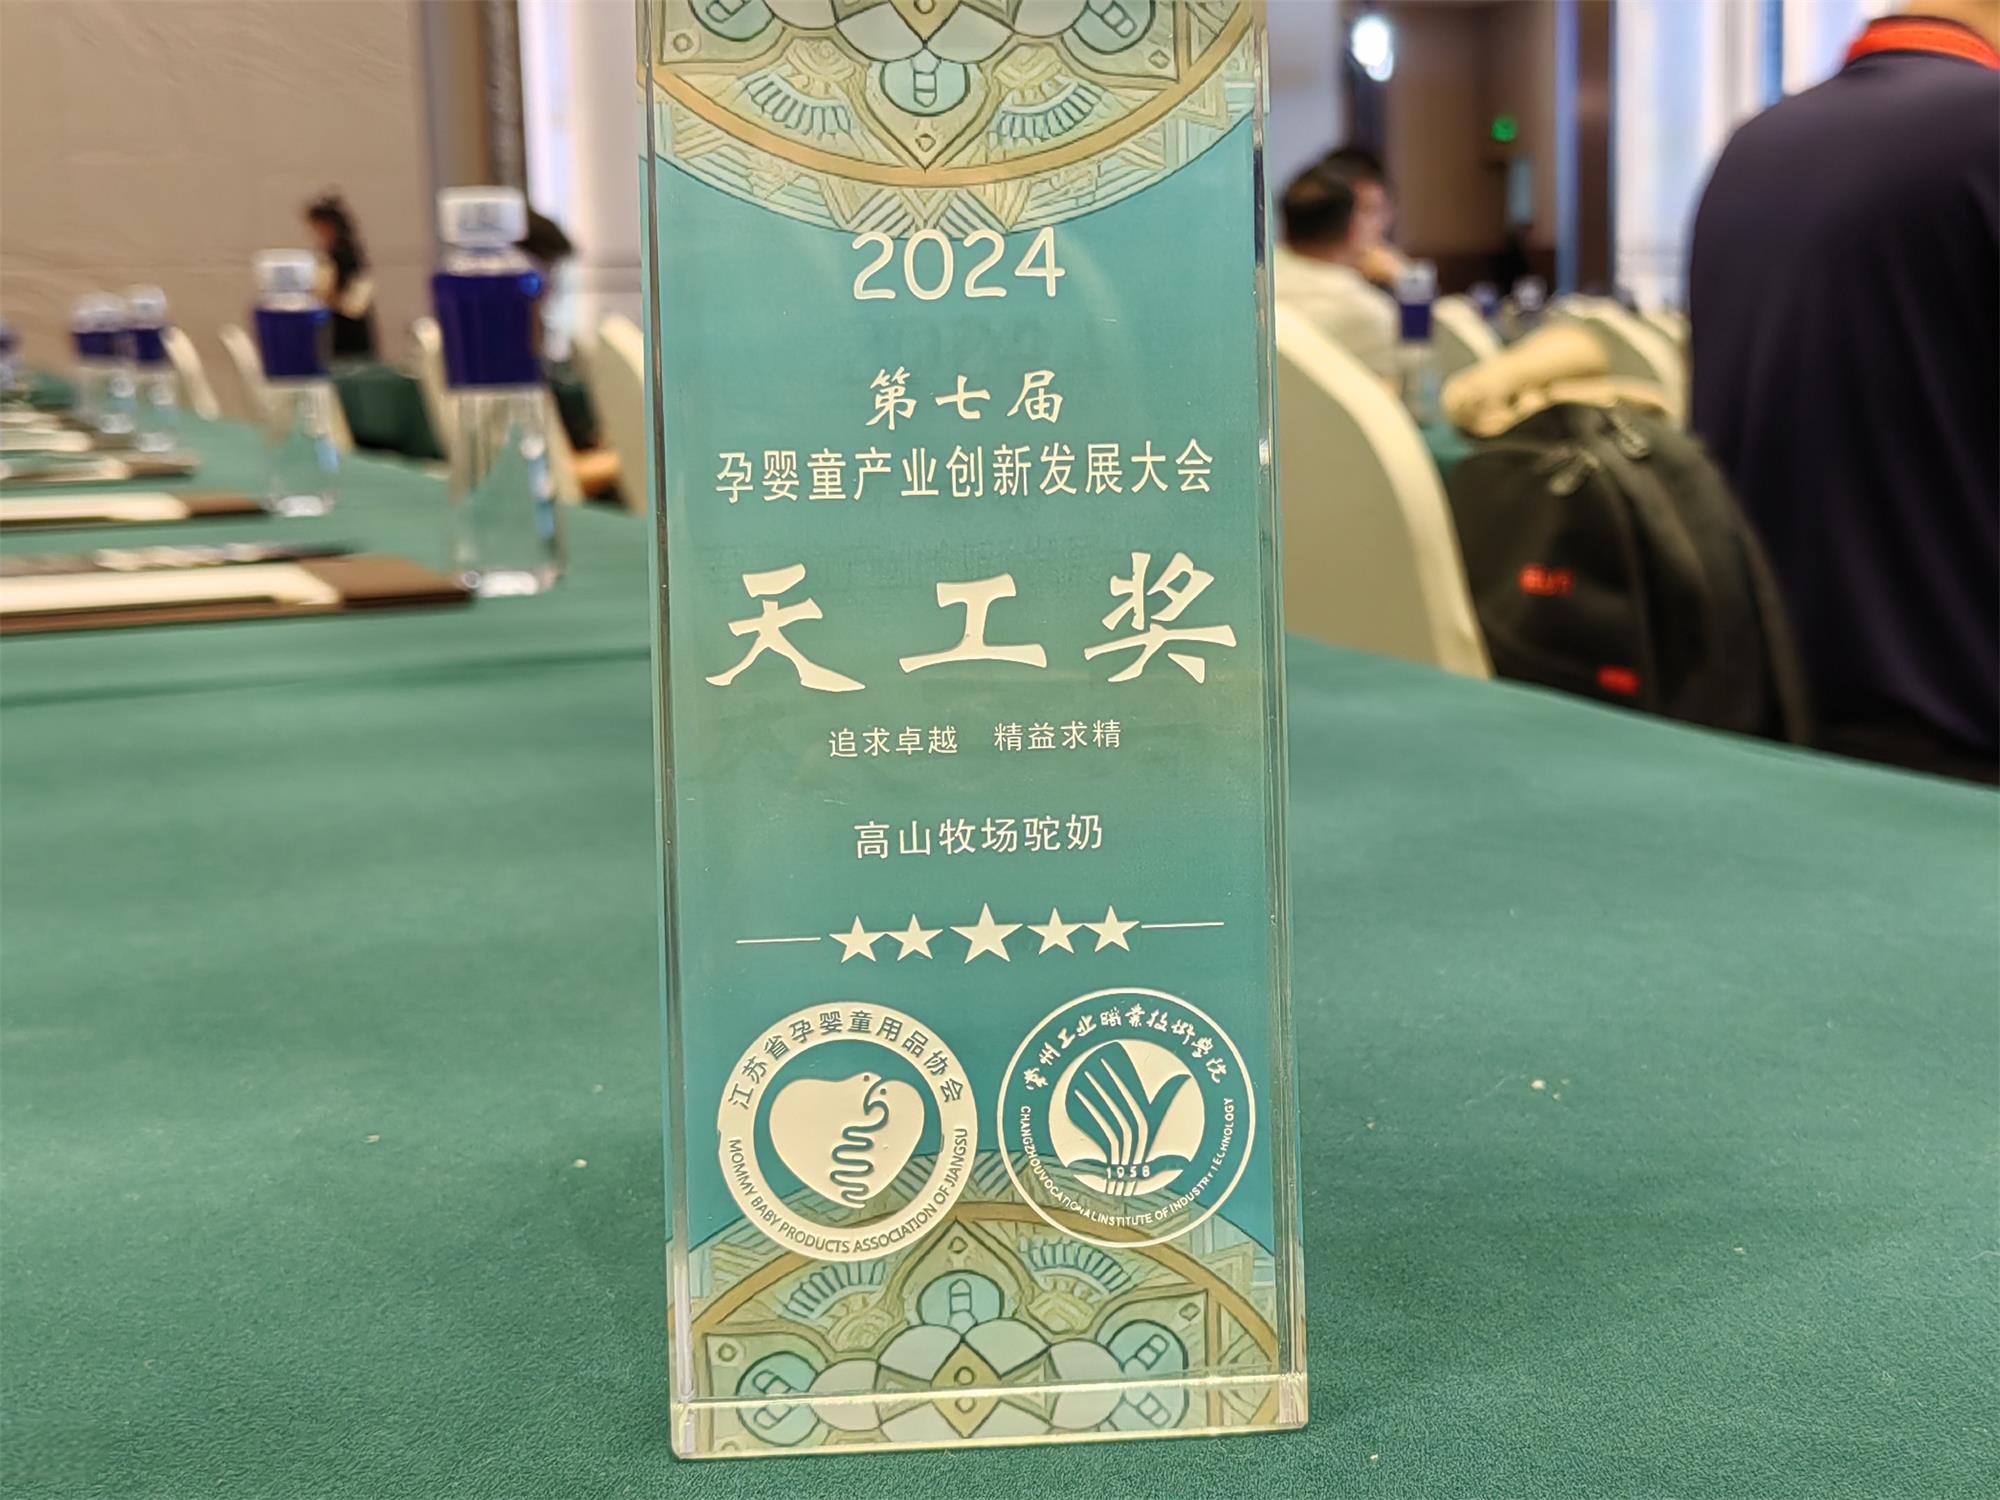 2024
第七届
孕婴童产业创新发展大会
天工奖
追求卓越 精益求精
高山牧场驼奶
江苏省孕婴童用品协会
MOMMY BABY PRODUCTS ASSOCIATION OF JIANGSU
常州工业職業技術学院
1958
CHANGZHOU VOCATIONAL INSTITUTE OF INDUSTRY TECHNOLOGY